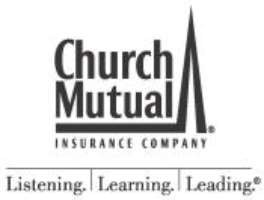 Church
Mutual®
INSURANCE COMPANY
Listening. Learning. Leading.®